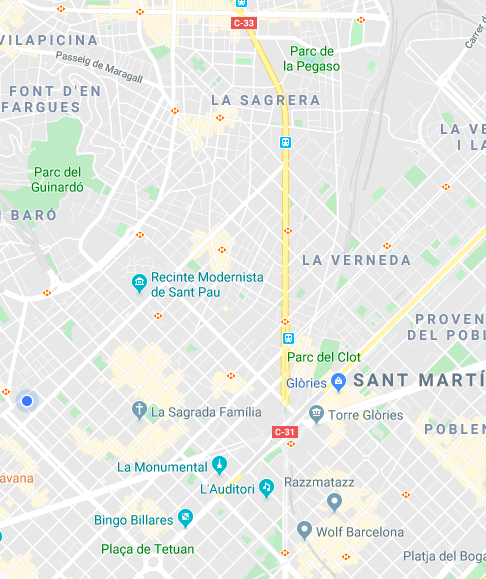 C-33
VILAPICINA
Parc de
la Pegaso
Carrer de
Passeig de Maragall
FONT D'EN
FARGUES
LA SAGRERA
LA VE
I LA
Parc del
Guinardó
N BARÓ
LA VERNEDA
Recinte Modernista
de Sant Pau
PROVEN
DEL POBL
Parc del Clot
Glòries
SANT MARTÍ
La Sagrada Família
Torre Glòries
C-31
POBLEN
La Monumental
avana
L'Auditori
Razzmatazz
Bingo Billares
Wolf Barcelona
Plaça de Tetuan
Platja del Boga